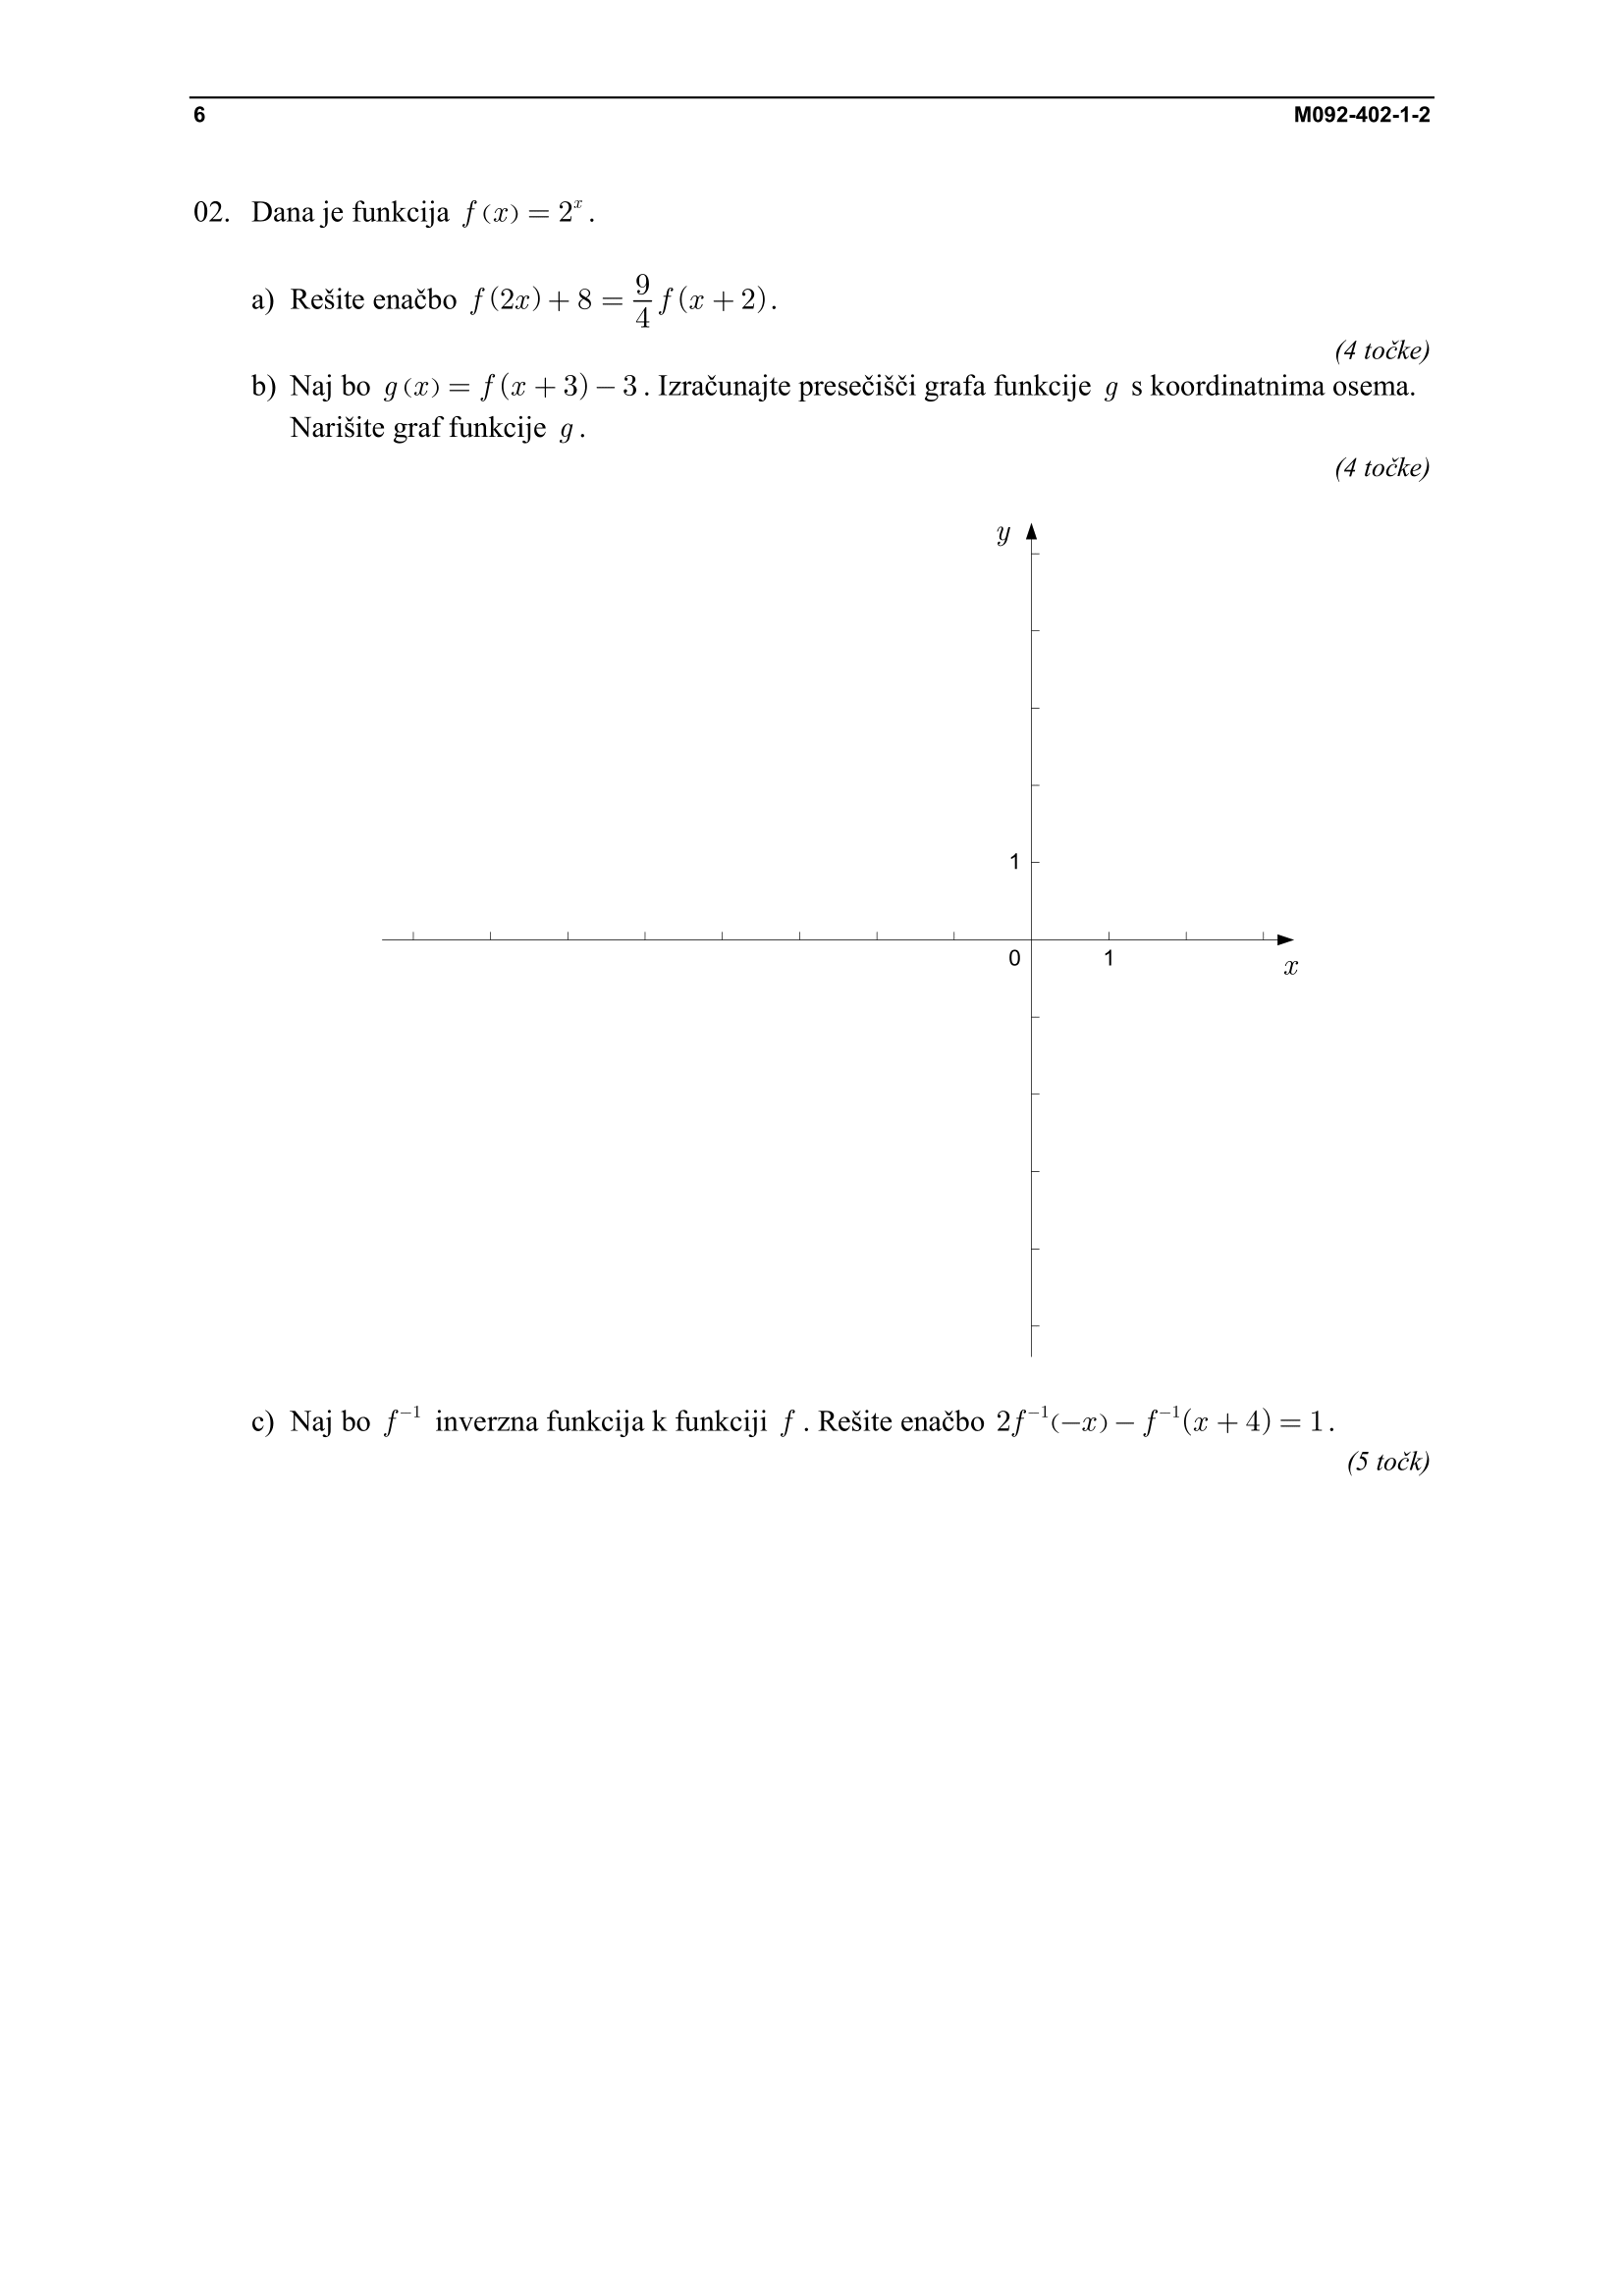 6 M092-402-1-2
02. Dana je funkcija f(x) = 2^x.
a) Rešite enačbo f(2x) + 8 = 9/4 f(x + 2).
(4 točke)
b) Naj bo g(x) = f(x + 3) − 3. Izračunajte presečišči grafa funkcije g s koordinatnima osema.
Narišite graf funkcije g.
(4 točke)
y
1
0 1
x
c) Naj bo f⁻¹ inverzna funkcija k funkciji f. Rešite enačbo 2f⁻¹(−x) − f⁻¹(x + 4) = 1.
(5 točk)